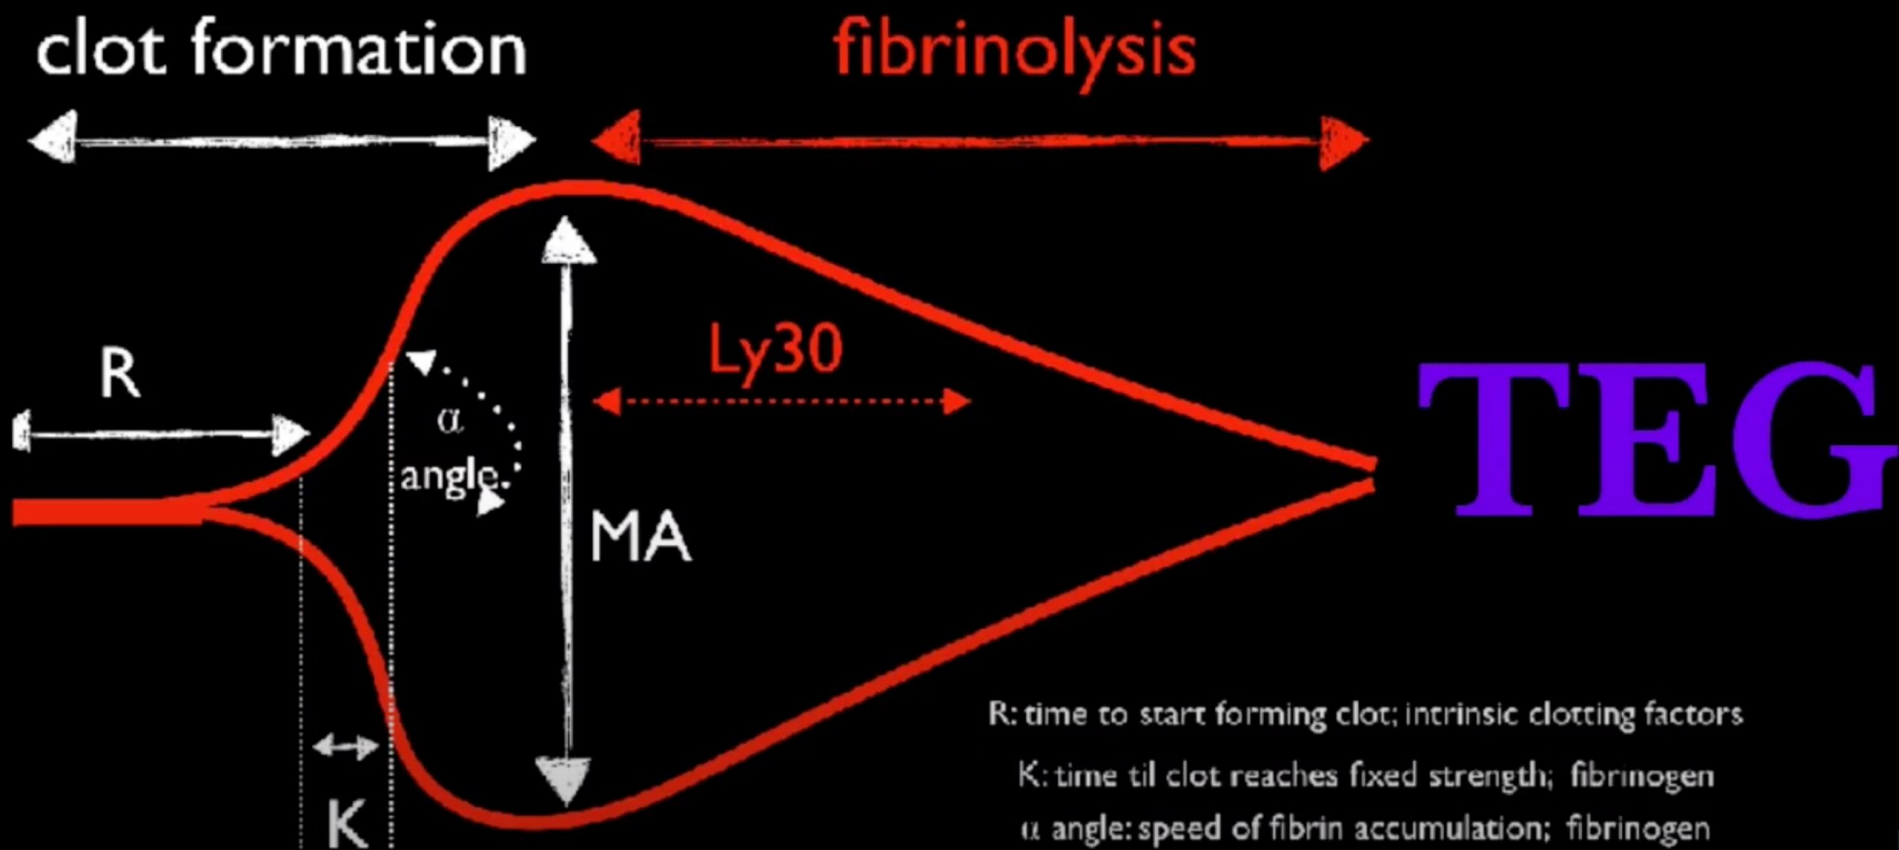 clot formation
fibrinolysis
R
Ly30
α
angle
MA
TEG
K
R: time to start forming clot; intrinsic clotting factors
K: time til clot reaches fixed strength; fibrinogen
α angle: speed of fibrin accumulation; fibrinogen